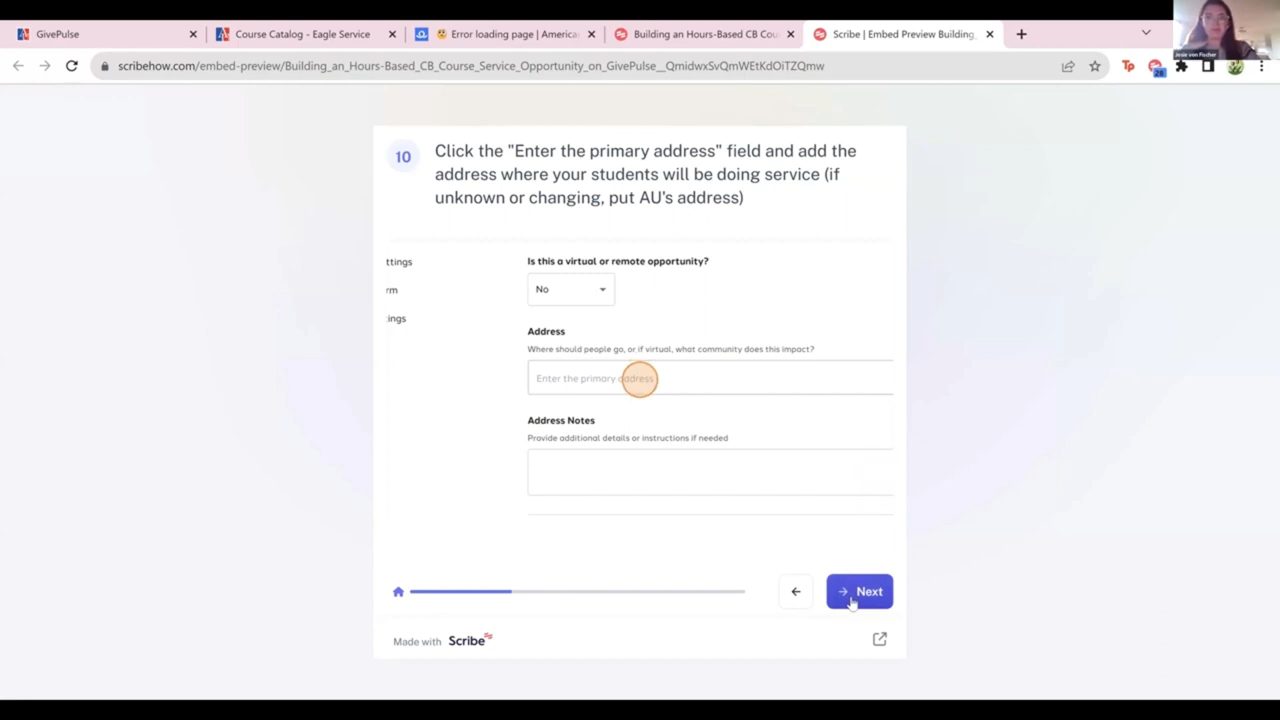 GivePulse
Course Catalog - Eagle Service
Error loading page | America
Building an Hours-Based CB Cou
Scribe | Embed Preview Building_
scribehow.com/embed-preview/Building_an_Hours-Based_CB_Course_Service_Opportunity_on_GivePulse__QmidwxSvQmWEtKdOiTZQmw
Tp
28
Josie von Fischer
10
Click the "Enter the primary address" field and add the
address where your students will be doing service (if
unknown or changing, put AU's address)
ttings
rm
ings
Is this a virtual or remote opportunity?
No
Address
Where should people go, or if virtual, what community does this impact?
Enter the primary address
Address Notes
Provide additional details or instructions if needed
Next
Made with Scribe